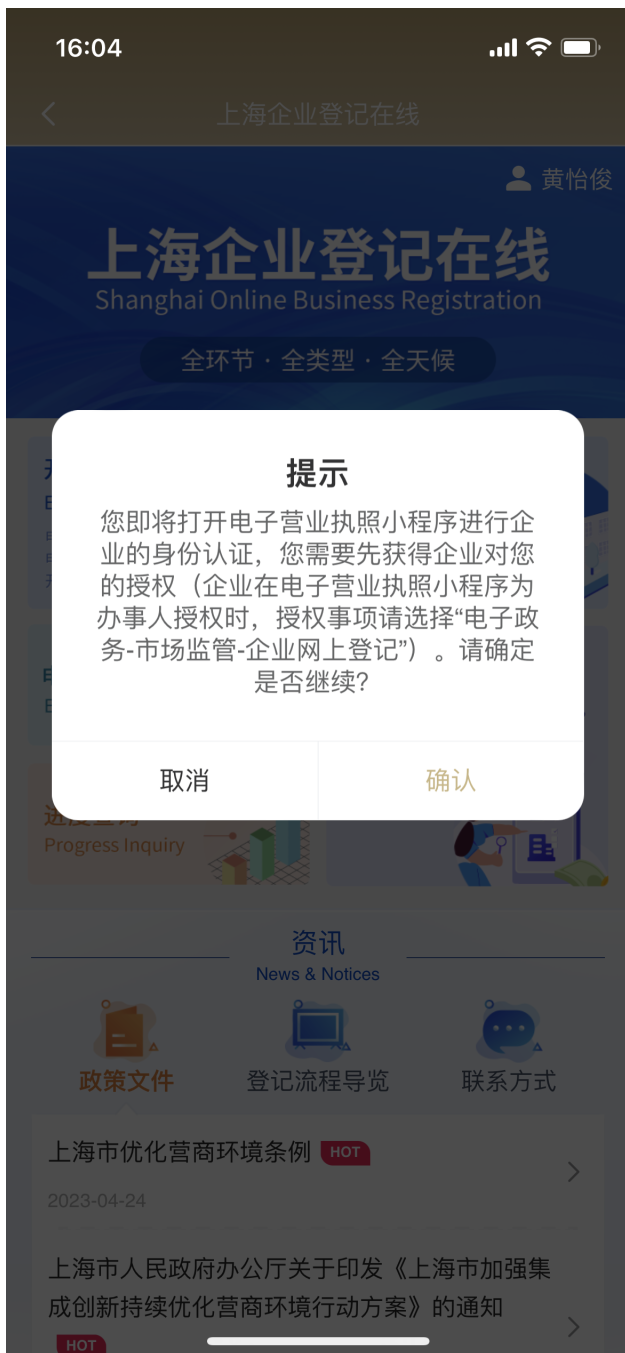 16:04
上海企业登记在线
黄怡俊
上海企业登记在线
Shanghai Online Business Registration
全环节 · 全类型 · 全天候
提示
您即将打开电子营业执照小程序进行企
业的身份认证，您需要先获得企业对您
的授权（企业在电子营业执照小程序为
办事人授权时，授权事项请选择“电子政
务-市场监管-企业网上登记”）。请确定
是否继续?
取消
确认
Progress Inquiry
资讯
News & Notices
政策文件
登记流程导览
联系方式
上海市优化营商环境条例 HOT
2023-04-24
上海市人民政府办公厅关于印发《上海市加强集
成创新持续优化营商环境行动方案》的通知
HOT